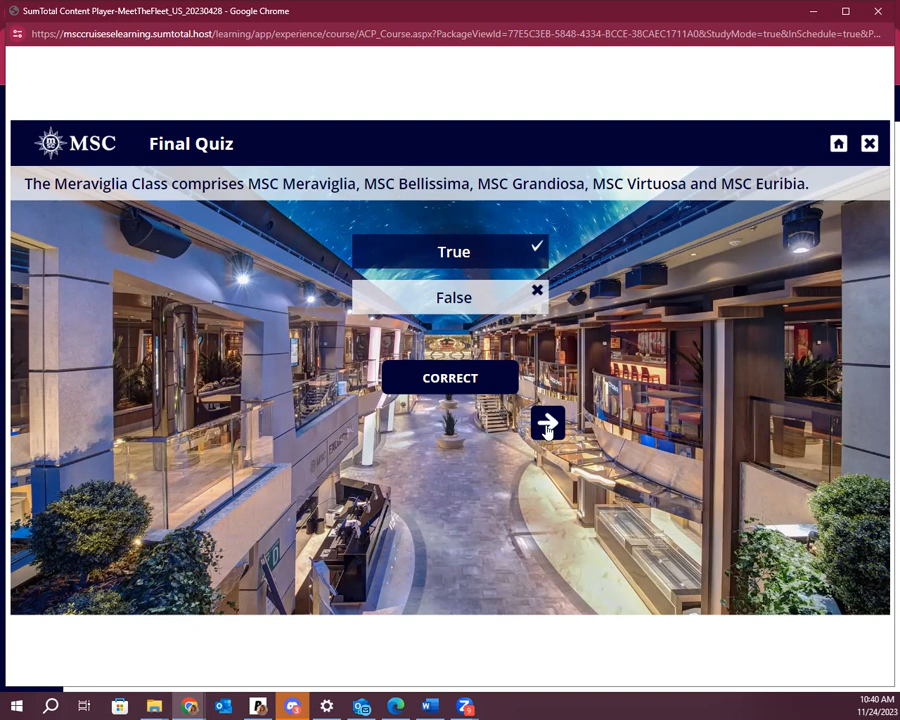 SumTotal Content Player-MeetTheFleet_US_20230428 - Google Chrome
https://msccruiseselearning.sumtotal.host/learning/app/experience/course/ACP_Course.aspx?PackageViewId=77E5C3EB-5848-4334-BCCE-38CAEC1711A0&StudyMode=true&InSchedule=true&P...
MSC Final Quiz
The Meraviglia Class comprises MSC Meraviglia, MSC Bellissima, MSC Grandiosa, MSC Virtuosa and MSC Euribia.
True
False
CORRECT
10:40 AM
11/24/2023